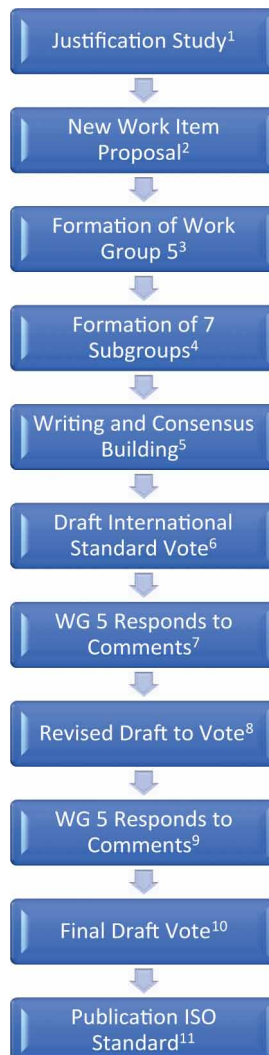 Justification Study¹
New Work Item
Proposal²
Formation of Work
Group 5³
Formation of 7
Subgroups⁴
Writing and Consensus
Building⁵
Draft International
Standard Vote⁶
WG 5 Responds to
Comments⁷
Revised Draft to Vote⁸
WG 5 Responds to
Comments⁹
Final Draft Vote¹⁰
Publication ISO
Standard¹¹